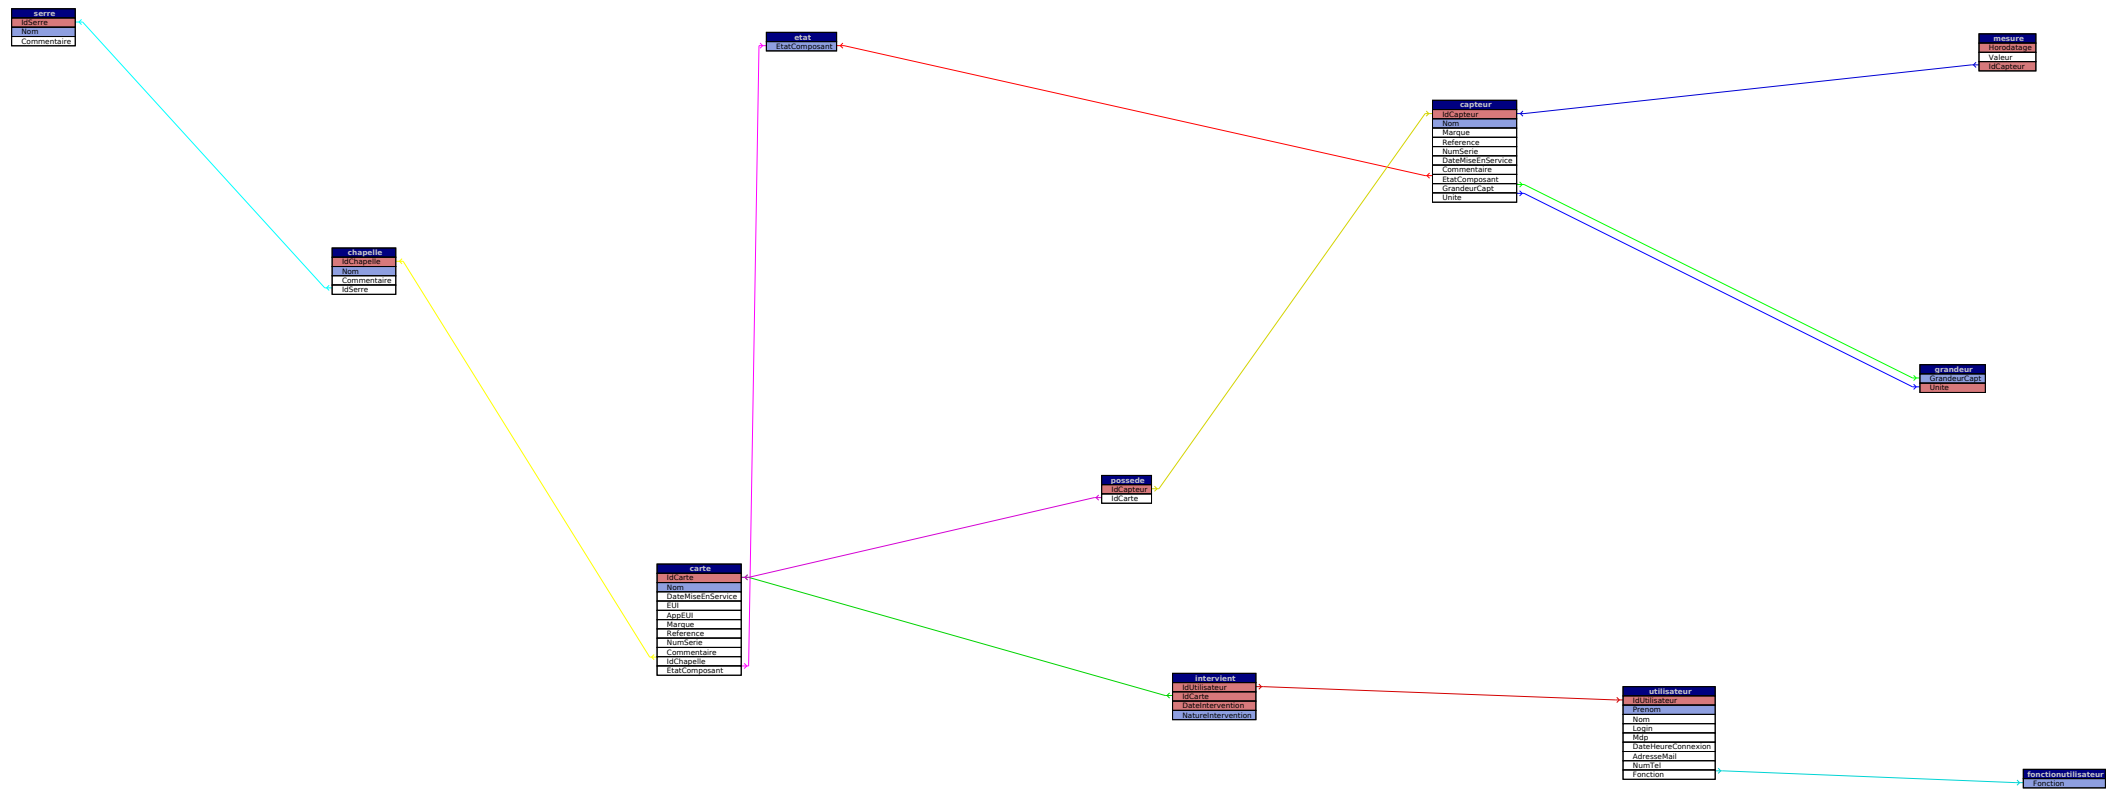 serre
IdSerre
Nom
Commentaire
etat
EtatComposant
mesure
Horodatage
Valeur
IdCapteur
capteur
IdCapteur
Nom
Marque
Reference
NumSerie
DateMiseEnService
Commentaire
EtatComposant
GrandeurCapt
Unite
chapelle
IdChapelle
Nom
Commentaire
IdSerre
grandeur
GrandeurCapt
Unite
possede
IdCapteur
IdCarte
carte
IdCarte
Nom
DateMiseEnService
EUI
AppEUI
Marque
Reference
NumSerie
Commentaire
IdChapelle
EtatComposant
intervient
IdUtilisateur
IdCarte
DateIntervention
NatureIntervention
utilisateur
IdUtilisateur
Prenom
Nom
Login
Mdp
DateHeureConnexion
AdresseMail
NumTel
Fonction
fonctionutilisateur
Fonction